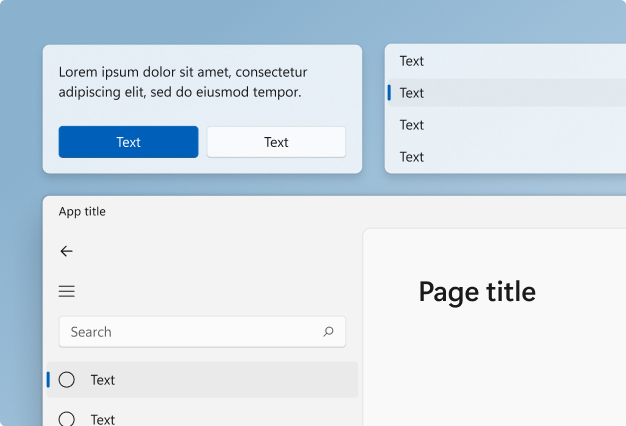 Lorem ipsum dolor sit amet, consectetur
adipiscing elit, sed do eiusmod tempor.
Text
Text
Text
Text
Text
Text
App title
Page title
Search
Text
Text